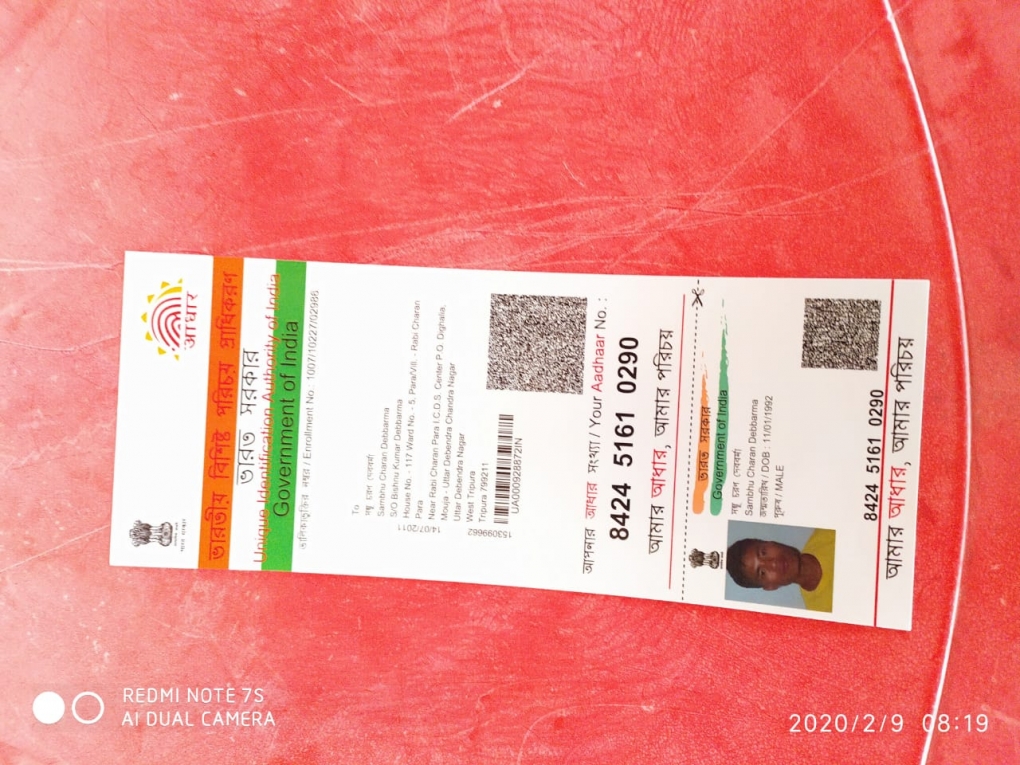 आधार
ভারতীয় বিশিষ্ট পরিচয় প্রাধিকরণ
ভারত সরকার
Unique Identification Authority of India
Government of India
তালিকাভুক্তির নম্বর / Enrollment No.: 1007/10227/02986
To
সম্ভু চরণ দেববর্মা
Sambhu Charan Debbarma
S/O Bishnu Kumar Debbarma
House No. - 117 Ward No. - 5, Para/Vill. - Rabi Charan
Para
Near Rabi Charan Para I.C.D.S. Center P.O. Dighalia,
Mouja - Uttar Debendra Chandra Nagar
Uttar Debendra Nagar
West Tripura
Tripura 799211
14/07/2011
153099662
UA000928872IN
আপনার আধার সংখ্যা / Your Aadhaar No. :
8424 5161 0290
আমার আধার, আমার পরিচয়
ভারত সরকার
Government of India
সম্ভু চরণ দেববর্মা
Sambhu Charan Debbarma
জন্মতারিখ / DOB : 11/01/1992
পুরুষ / MALE
8424 5161 0290
আমার আধার, আমার পরিচয়
REDMI NOTE 7S
AI DUAL CAMERA
2020/2/9 08:19